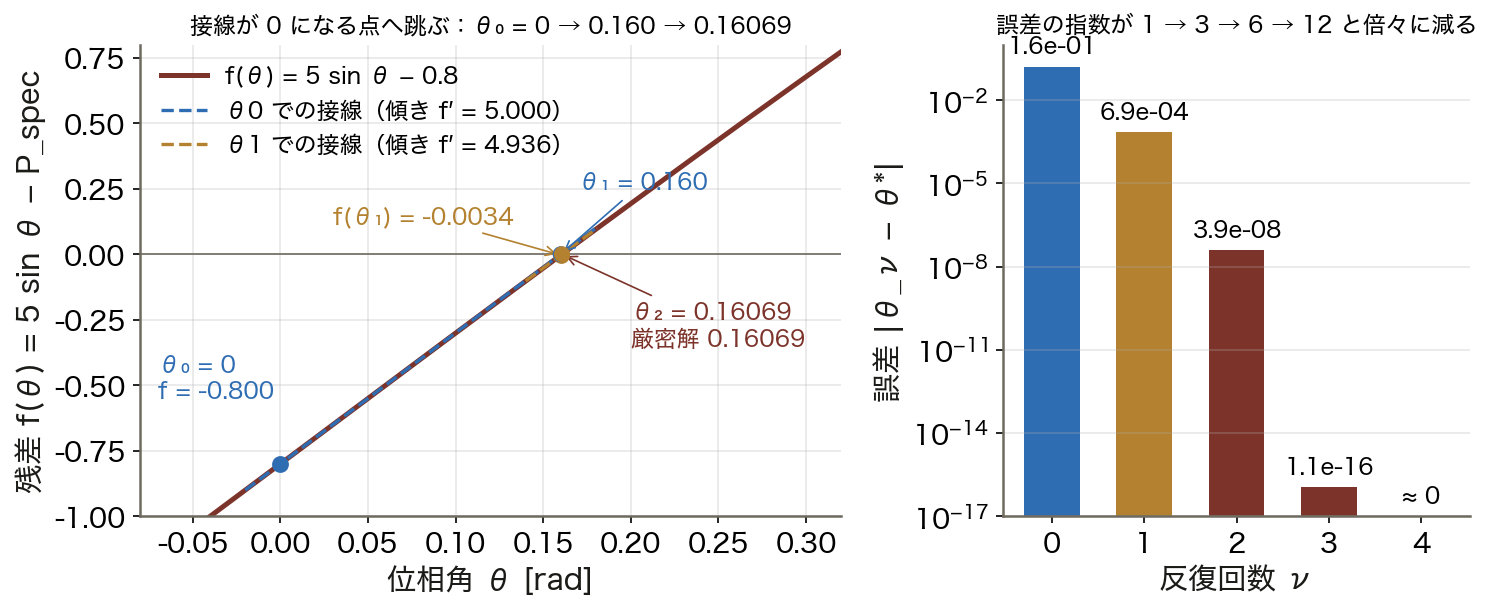 接線が 0 になる点へ跳ぶ：θ₀ = 0 → 0.160 → 0.16069
残差 f(θ) = 5 sin θ − P_spec
0.75
0.50
0.25
0.00
-0.25
-0.50
-0.75
-1.00
f(θ) = 5 sin θ − 0.8
θ0 での接線（傾き f′ = 5.000）
θ1 での接線（傾き f′ = 4.936）
θ₁ = 0.160
f(θ₁) = -0.0034
θ₂ = 0.16069
厳密解 0.16069
θ₀ = 0
f = -0.800
-0.05 0.00 0.05 0.10 0.15 0.20 0.25 0.30
位相角 θ [rad]
誤差の指数が 1 → 3 → 6 → 12 と倍々に減る
誤差 |θ_ν − θ*|
10⁻²
10⁻⁵
10⁻⁸
10⁻¹¹
10⁻¹⁴
10⁻¹⁷
1.6e-01
6.9e-04
3.9e-08
1.1e-16
≈ 0
0 1 2 3 4
反復回数 ν